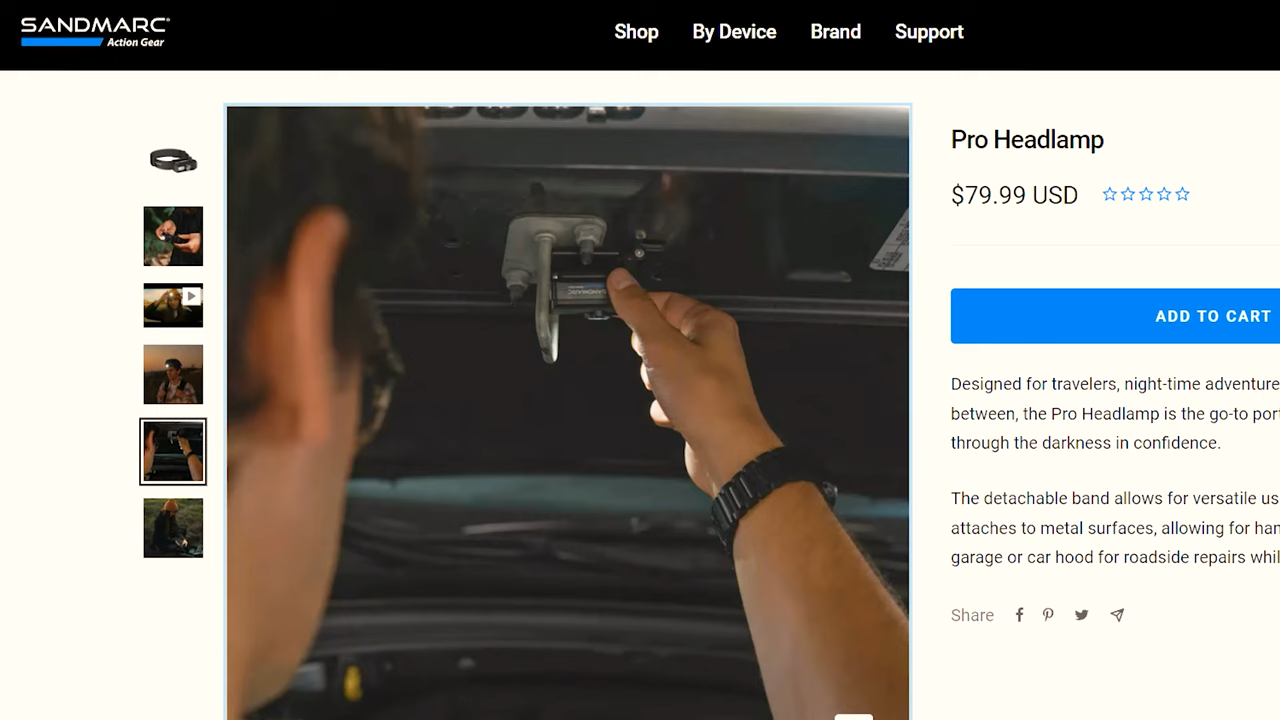 SANDMARC
Action Gear
Shop By Device Brand Support
Pro Headlamp
$79.99 USD
ADD TO CART
Designed for travelers, night-time adventure
between, the Pro Headlamp is the go-to por
through the darkness in confidence.
The detachable band allows for versatile us
attaches to metal surfaces, allowing for han
garage or car hood for roadside repairs whil
Share
SANDMARC